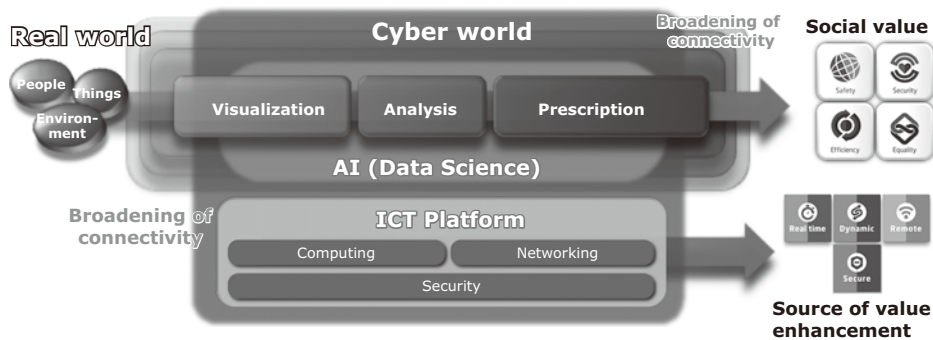 Real world
People
Things
Environ-
ment
Cyber world
Broadening of
connectivity
Visualization
Analysis
Prescription
AI (Data Science)
Broadening of
connectivity
ICT Platform
Computing
Networking
Security
Social value
Safety
Security
Efficiency
Equality
Real time
Dynamic
Remote
Secure
Source of value
enhancement